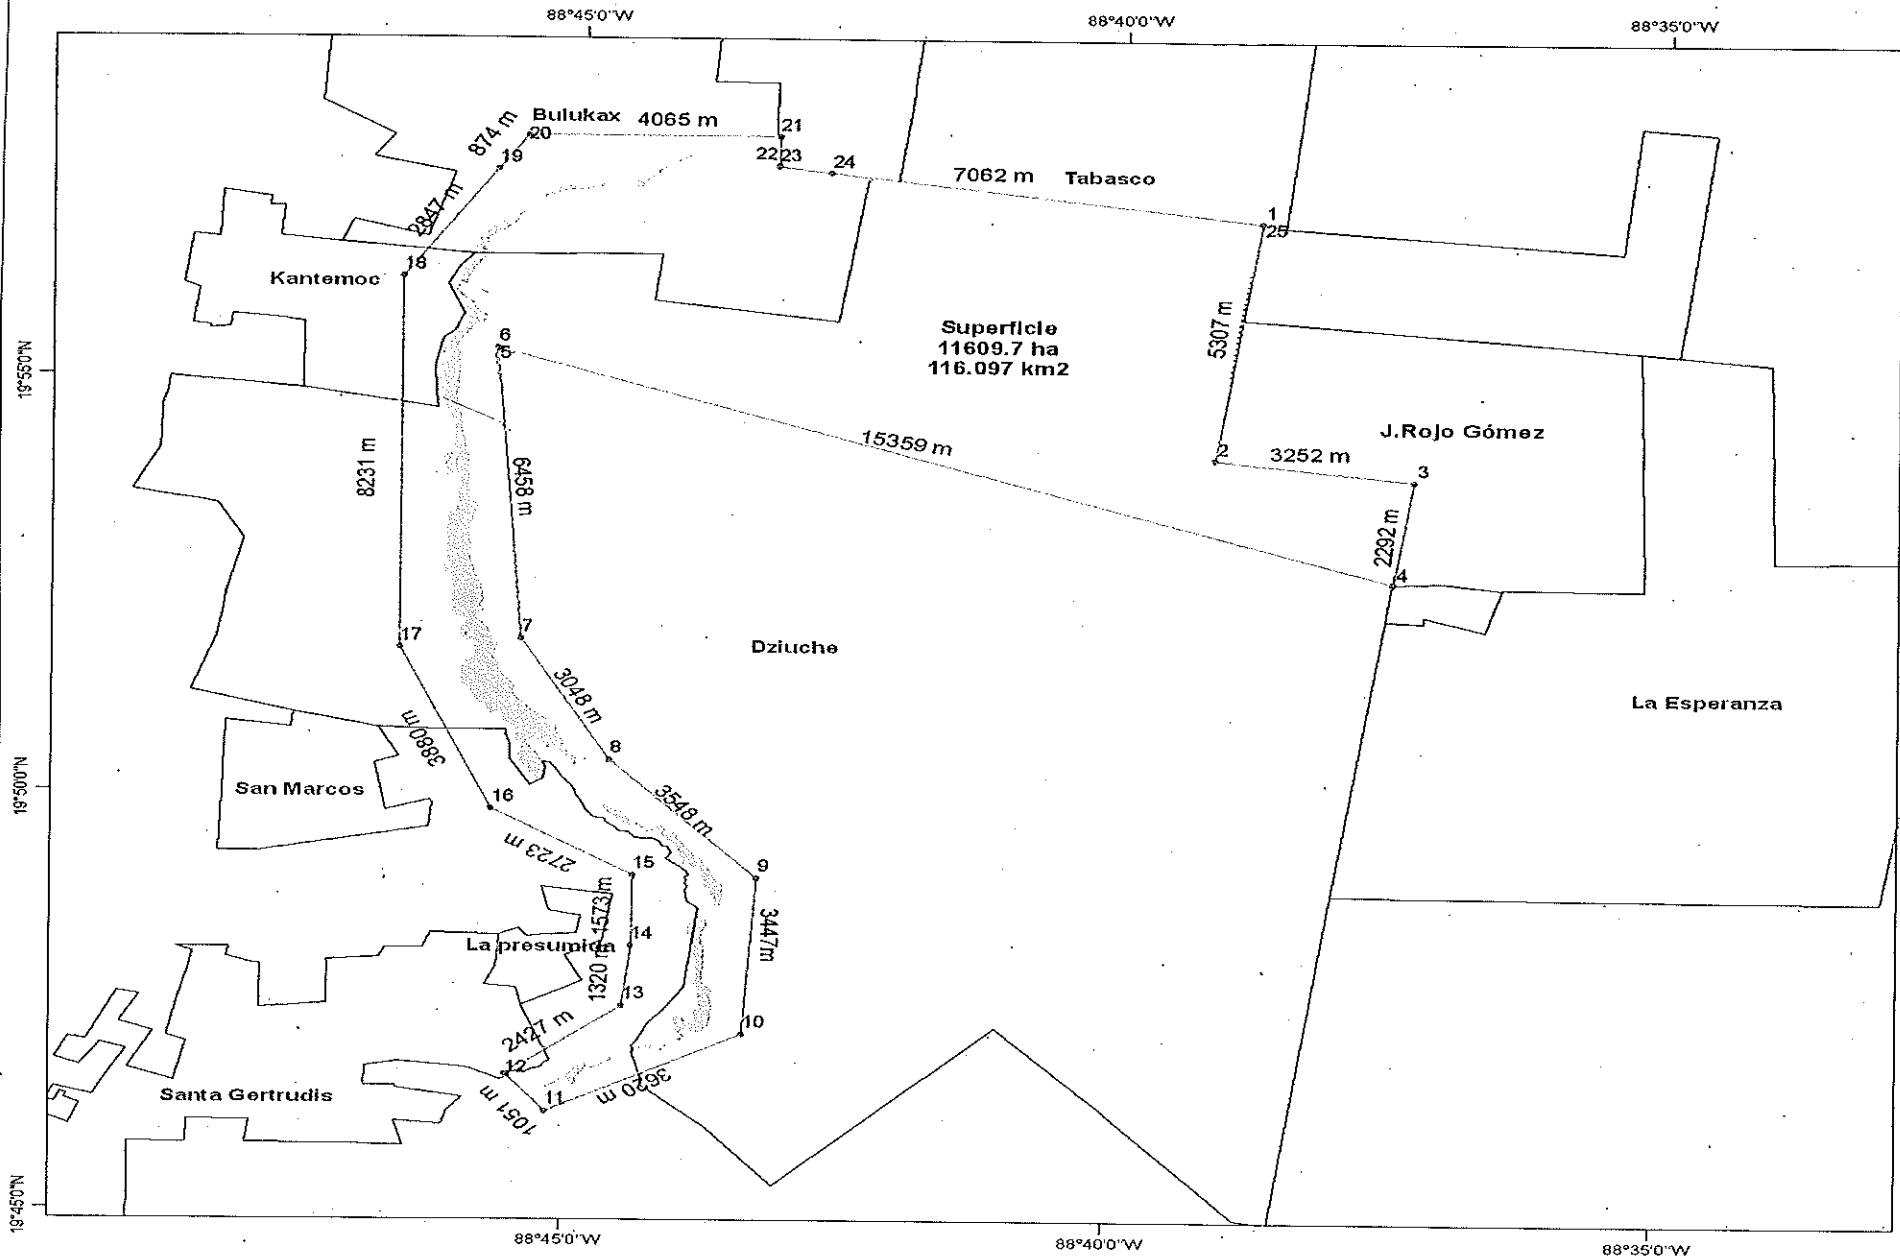 88°45'0"W
88°40'0"W
88°35'0"W
Bulukax
4065 m
874 m
20
21
19
22
23
24
7062 m
Tabasco
2847 m
1
25
18
Kantemoc
6
5
Superficie
11609.7 ha
116.097 km2
5307 m
19°55'0"N
J.Rojo Gómez
15359 m
2
3252 m
3
8231 m
6458 m
2292 m
4
17
7
Dziuche
3048 m
La Esperanza
3880 m
8
San Marcos
19°50'0"N
16
3548 m
2723 m
15
9
1573 m
3447m
14
La presumida
1320 m
13
10
2427 m
12
3620 m
Santa Gertrudis
1051 m
11
19°45'0"N
88°45'0"W
88°40'0"W
88°35'0"W